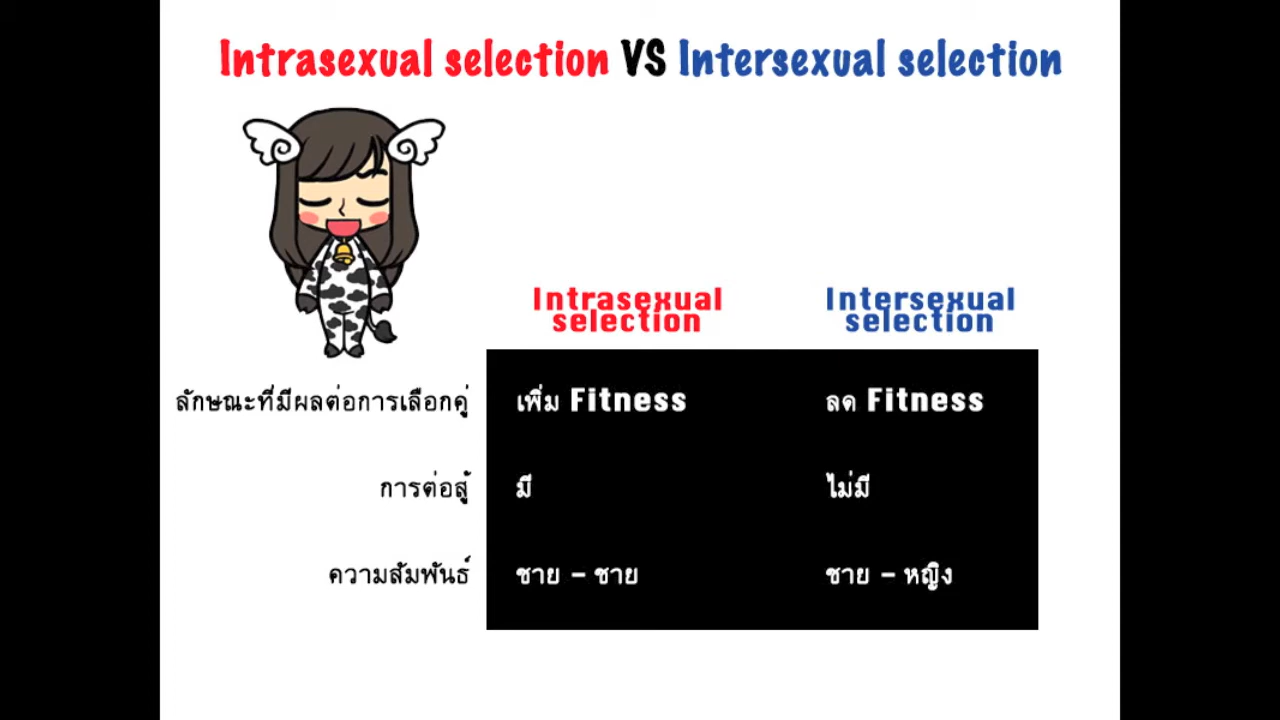 Intrasexual selection VS Intersexual selection
Intrasexual
selection
Intersexual
selection
ลักษณะที่มีผลต่อการเลือกคู่
เพิ่ม Fitness
ลด Fitness
การต่อสู้
มี
ไม่มี
ความสัมพันธ์
ชาย - ชาย
ชาย - หญิง